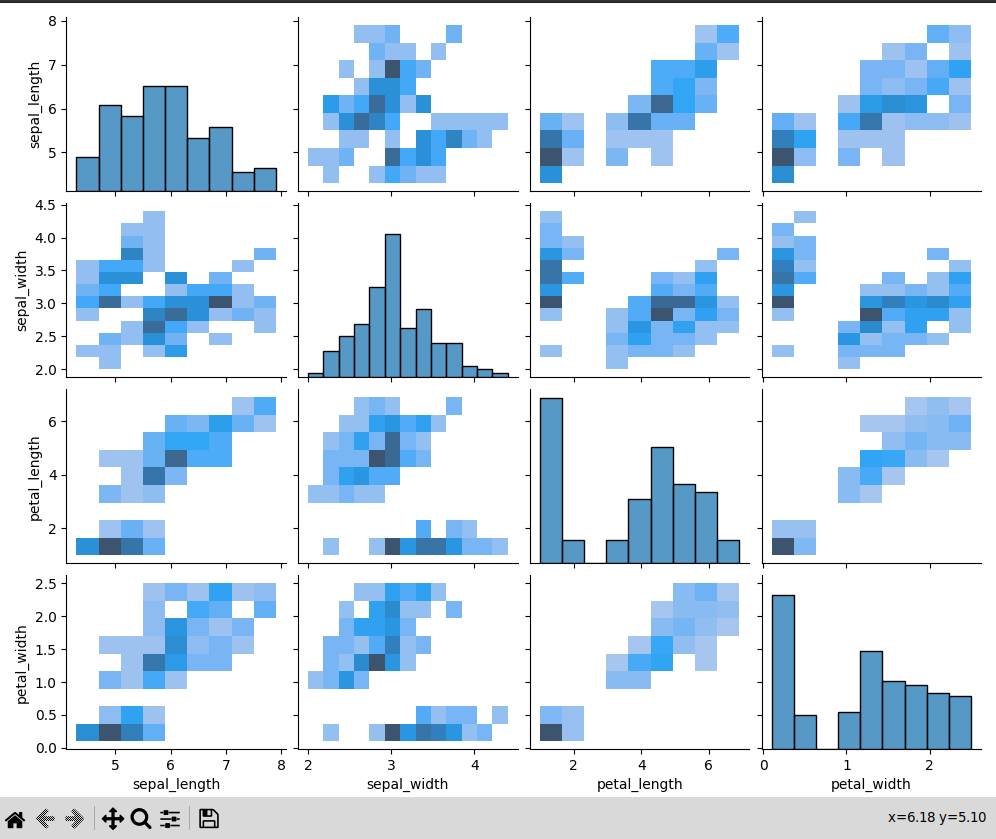 8
7
6
5
sepal_length
4.5
4.0
3.5
3.0
2.5
2.0
sepal_width
6
4
2
petal_length
2.5
2.0
1.5
1.0
0.5
0.0
petal_width
5 6 7 8
2 3 4
2 4 6
0 1 2
sepal_length
sepal_width
petal_length
petal_width
x=6.18 y=5.10